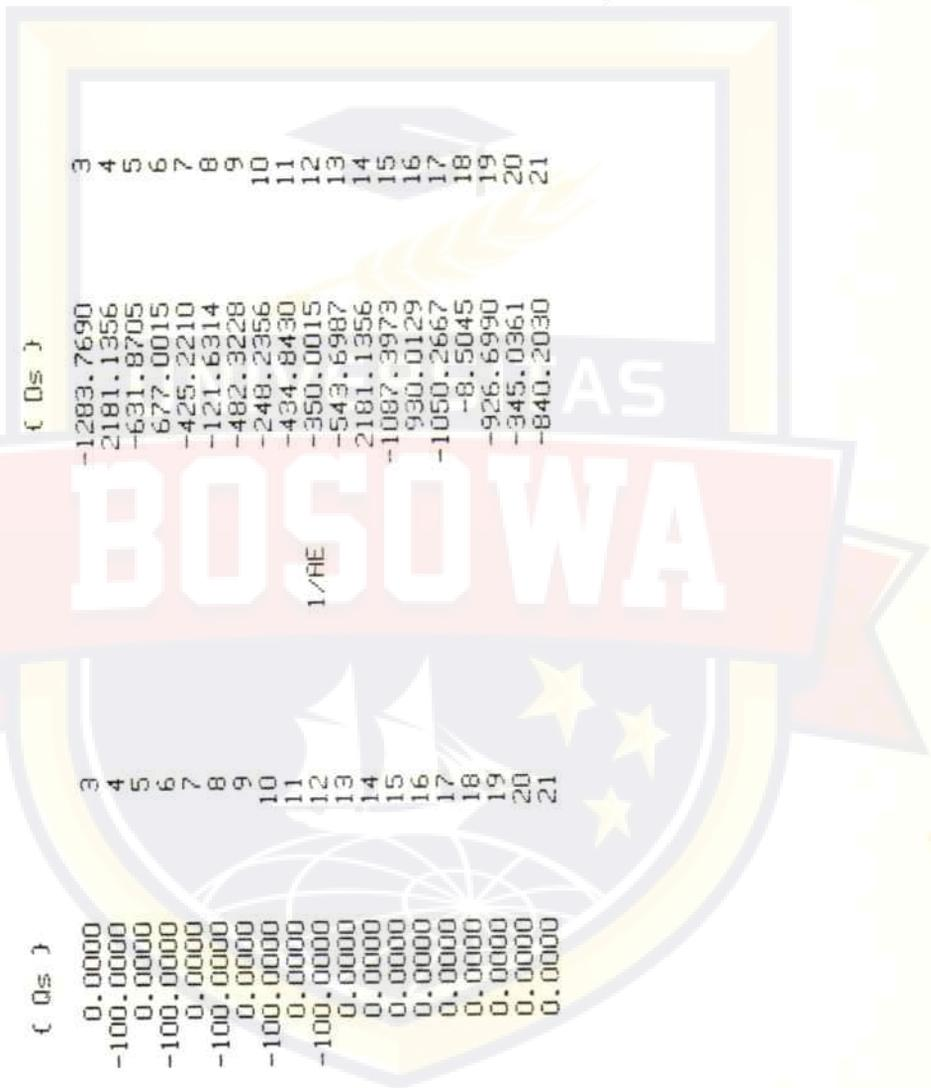 { Qs } { Ds }
0.0000 3 -1283.7690 3
-100.0000 4 2181.1356 4
0.0000 5 -631.8705 5
-100.0000 6 677.0015 6
0.0000 7 -425.2210 7
-100.0000 8 -121.6314 8
0.0000 9 -482.3228 9
-100.0000 10 -248.2356 10
0.0000 11 -434.8430 11
-100.0000 12 1/AE -350.0015 12
0.0000 13 -543.6987 13
0.0000 14 2181.1356 14
0.0000 15 -1087.3973 15
0.0000 16 930.0129 16
0.0000 17 -1050.2667 17
0.0000 18 -8.5045 18
0.0000 19 -926.6990 19
0.0000 20 -345.0361 20
0.0000 21 -840.2030 21
UNIVERSITAS
BOSOWA